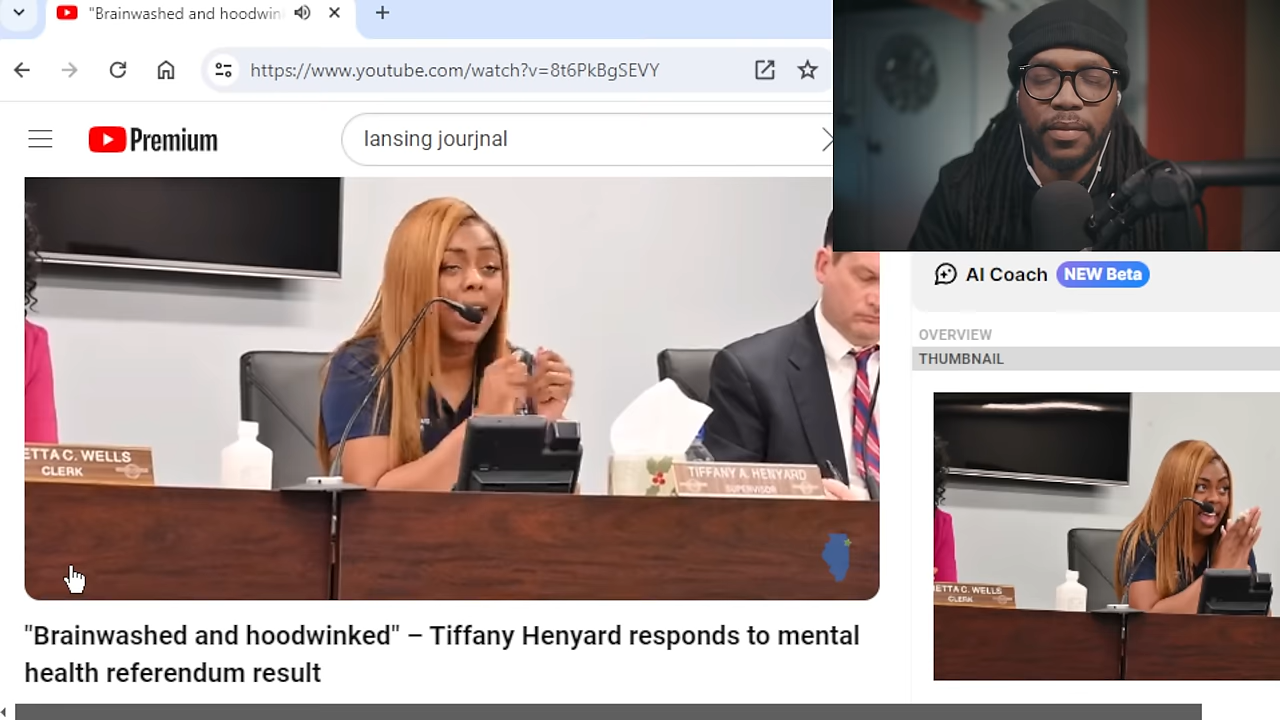 "Brainwashed and hoodwin
https://www.youtube.com/watch?v=8t6PkBgSEVY
Premium
lansing jourjnal
AI Coach NEW Beta
OVERVIEW
THUMBNAIL
ETTA C. WELLS
CLERK
TIFFANY A. HENYARD
SUPERVISOR
ETTA C. WELLS
CLERK
"Brainwashed and hoodwinked" – Tiffany Henyard responds to mental
health referendum result